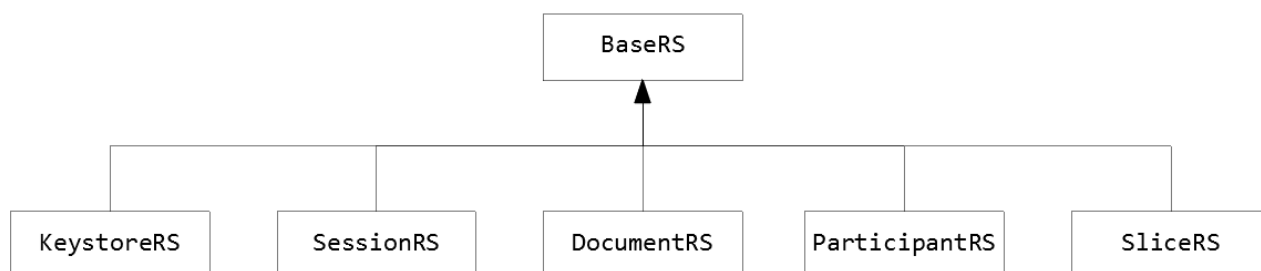 BaseRS
KeystoreRS
SessionRS
DocumentRS
ParticipantRS
SliceRS